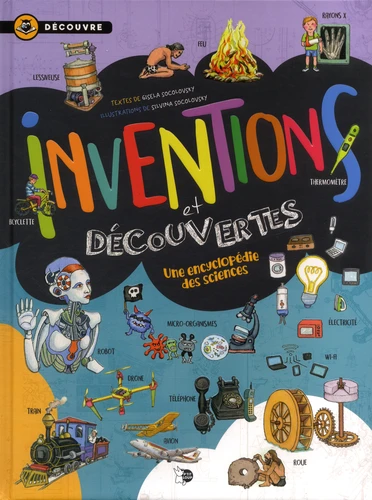 DÉCOUVRE
RAYONS X
FEU
LESSIVEUSE
TEXTES DE GISELA SOCOLOVSKY
ILLUSTRATIONS DE SILVINA SOCOLOVSKY
INVENTIONS
THERMOMÈTRE
BICYCLETTE
et
DÉCOUVERTES
Une encyclopédie
des sciences
MICRO-ORGANISMES
ÉLECTRICITÉ
ROBOT
WI-FI
DRONE
TÉLÉPHONE
TRAIN
AVION
ROUE